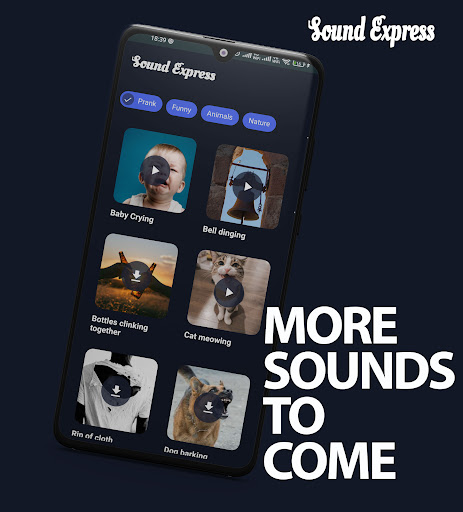 Sound Express
18:39
Sound Express
Prank
Funny
Animals
Nature
Baby Crying
Bell dinging
Bottles clinking
together
Cat meowing
Rip of cloth
Dog barking
MORE
SOUNDS
TO
COME